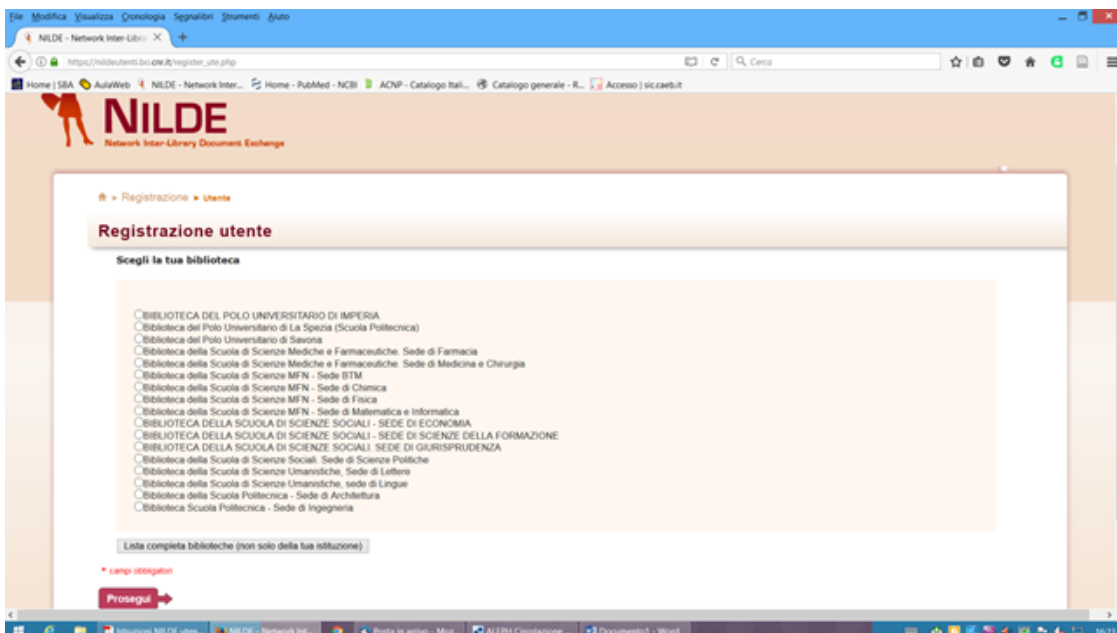 File Modifica Visualizza Cronologia Segnalibri Strumenti Aiuto
NILDE - Network Inter-Libr
https://nildeutenti.bo.cnr.it/register_ute.php
Cerca
Home | SBA AulaWeb NILDE - Network Inter... Home - PubMed - NCBI ACNP - Catalogo Itali... Catalogo generale - R... Accesso | sic.caeb.it
NILDE
Network Inter-Library Document Exchange
Registrazione Utente
Registrazione utente
Scegli la tua biblioteca
BIBLIOTECA DEL POLO UNIVERSITARIO DI IMPERIA
Biblioteca del Polo Universitario di La Spezia (Scuola Politecnica)
Biblioteca del Polo Universitario di Savona
Biblioteca della Scuola di Scienze Mediche e Farmaceutiche. Sede di Farmacia
Biblioteca della Scuola di Scienze Mediche e Farmaceutiche. Sede di Medicina e Chirurgia
Biblioteca della Scuola di Scienze MFN - Sede BTM
Biblioteca della Scuola di Scienze MFN - Sede di Chimica
Biblioteca della Scuola di Scienze MFN - Sede di Fisica
Biblioteca della Scuola di Scienze MFN - Sede di Matematica e Informatica
BIBLIOTECA DELLA SCUOLA DI SCIENZE SOCIALI - SEDE DI ECONOMIA
BIBLIOTECA DELLA SCUOLA DI SCIENZE SOCIALI - SEDE DI SCIENZE DELLA FORMAZIONE
BIBLIOTECA DELLA SCUOLA DI SCIENZE SOCIALI. SEDE DI GIURISPRUDENZA
Biblioteca della Scuola di Scienze Sociali. Sede di Scienze Politiche
Biblioteca della Scuola di Scienze Umanistiche, Sede di Lettere
Biblioteca della Scuola di Scienze Umanistiche, sede di Lingue
Biblioteca della Scuola Politecnica - Sede di Architettura
Biblioteca Scuola Politecnica - Sede di Ingegneria
Lista completa biblioteche (non solo della tua istituzione)
* campi obbligatori
Prosegui
Istruzioni NILDE uten... NILDE - Network Int... Posta in arrivo - Moz... ALEPH Circolazione... Documento1 - Word